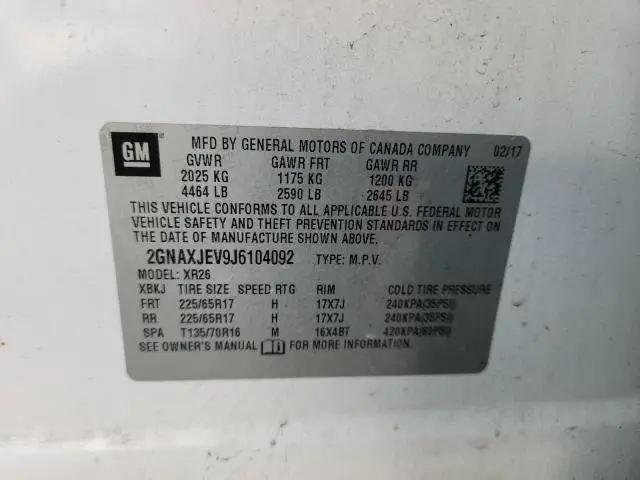 GM
MFD BY GENERAL MOTORS OF CANADA COMPANY 02/17
GVWR GAWR FRT GAWR RR
2025 KG 1175 KG 1200 KG
4464 LB 2590 LB 2645 LB
THIS VEHICLE CONFORMS TO ALL APPLICABLE U.S. FEDERAL MOTOR
VEHICLE SAFETY AND THEFT PREVENTION STANDARDS IN EFFECT ON
THE DATE OF MANUFACTURE SHOWN ABOVE.
2GNAXJEV9J6104092 TYPE: M.P.V.
MODEL: XR26
XBKJ TIRE SIZE SPEED RTG RIM COLD TIRE PRESSURE
FRT 225/65R17 H 17X7J 240KPA(35PSI)
RR 225/65R17 H 17X7J 240KPA(35PSI)
SPA T135/70R16 M 16X4BT 420KPA(60PSI)
SEE OWNER'S MANUAL FOR MORE INFORMATION.